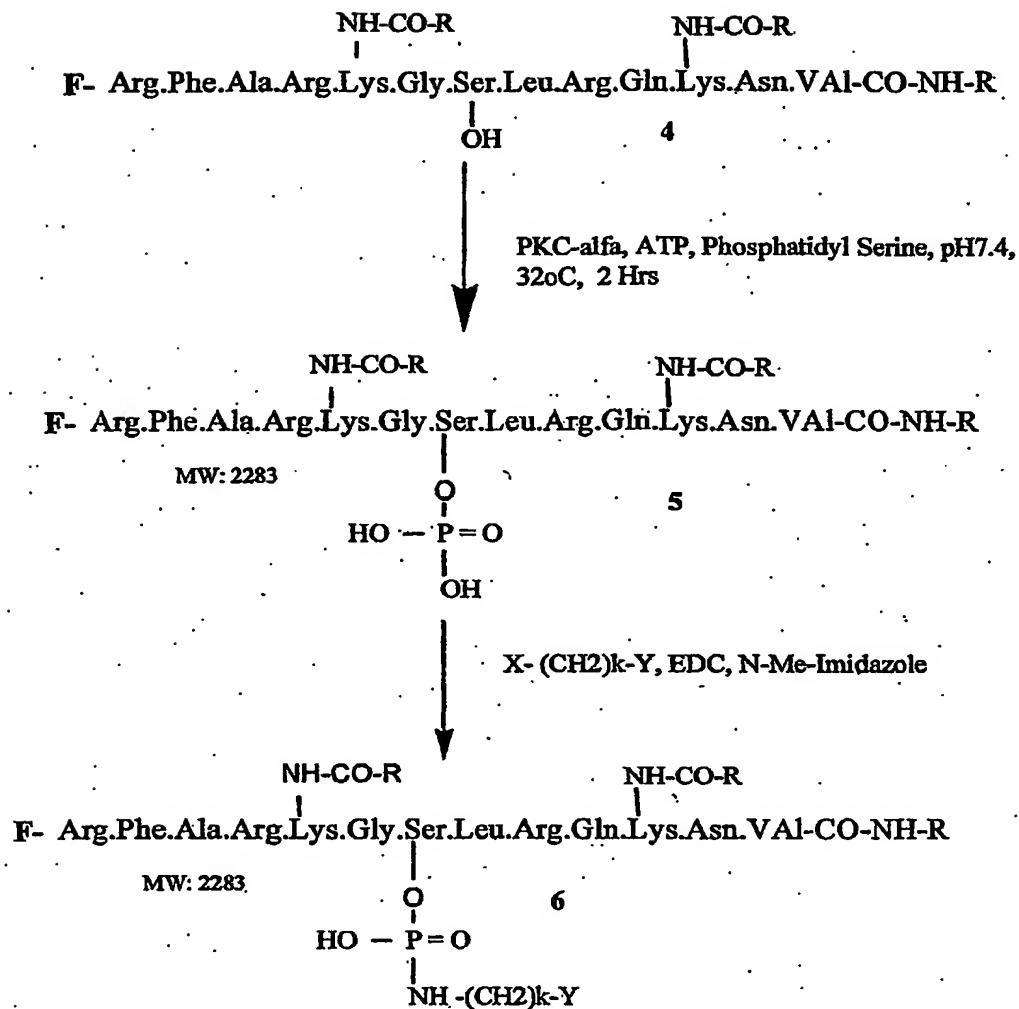 NH-CO-R NH-CO-R
F- Arg.Phe.Ala.Arg.Lys.Gly.Ser.Leu.Arg.Gln.Lys.Asn.VAl-CO-NH-R
OH
4
PKC-alfa, ATP, Phosphatidyl Serine, pH7.4,
32oC, 2 Hrs
NH-CO-R NH-CO-R
F- Arg.Phe.Ala.Arg.Lys.Gly.Ser.Leu.Arg.Gln.Lys.Asn.VAl-CO-NH-R
MW: 2283
O
5
HO - P = O
OH
X- (CH2)k-Y, EDC, N-Me-Imidazole
NH-CO-R NH-CO-R
F- Arg.Phe.Ala.Arg.Lys.Gly.Ser.Leu.Arg.Gln.Lys.Asn.VAl-CO-NH-R
MW: 2283
O
6
HO - P = O
NH -(CH2)k-Y